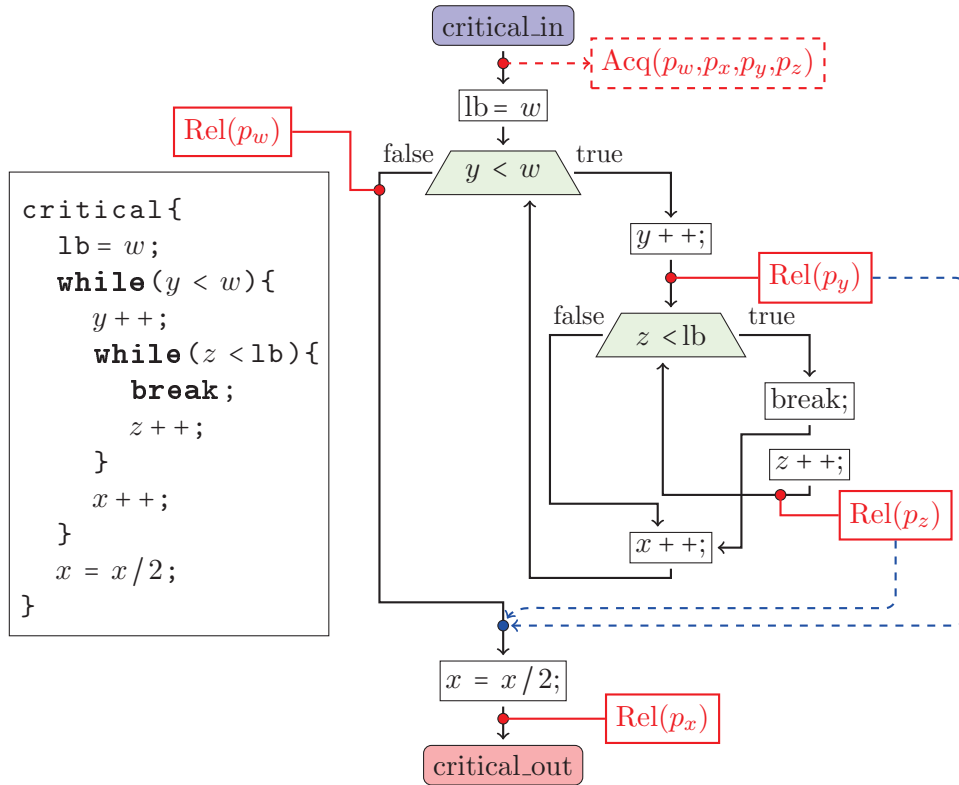 critical_in
Acq(p_w,p_x,p_y,p_z)
lb = w
Rel(p_w)
false
y < w
true
critical{
lb = w;
while(y < w){
y ++;
while(z < lb){
break;
z ++;
}
x ++;
}
x = x/2;
}
y ++;
Rel(p_y)
false
z < lb
true
break;
z ++;
Rel(p_z)
x ++;
x = x/2;
Rel(p_x)
critical_out